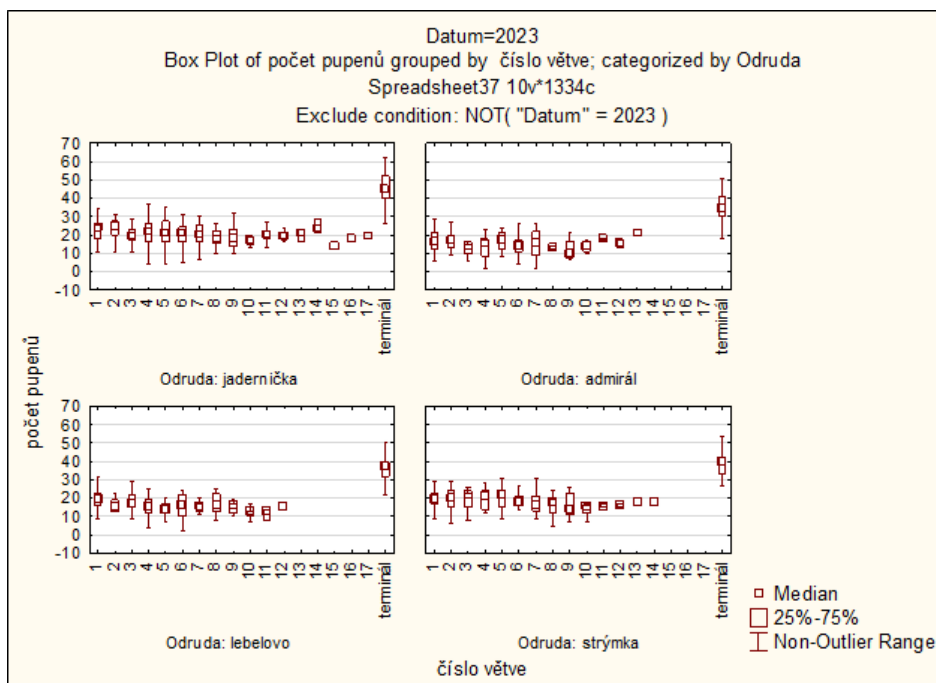 Datum=2023
Box Plot of počet pupenů grouped by číslo větve; categorized by Odruda
Spreadsheet37 10v*1334c
Exclude condition: NOT( "Datum" = 2023 )
70
60
50
40
30
20
10
0
-10
1 2 3 4 5 6 7 8 9 10 11 12 13 14 15 16 17 terminál
Odruda: jadernička
1 2 3 4 5 6 7 8 9 10 11 12 13 14 15 16 17 terminál
Odruda: admirál
počet pupenů
70
60
50
40
30
20
10
0
-10
1 2 3 4 5 6 7 8 9 10 11 12 13 14 15 16 17 terminál
Odruda: lebelovo
1 2 3 4 5 6 7 8 9 10 11 12 13 14 15 16 17 terminál
Odruda: strýmka
číslo větve
Median
25%-75%
Non-Outlier Range